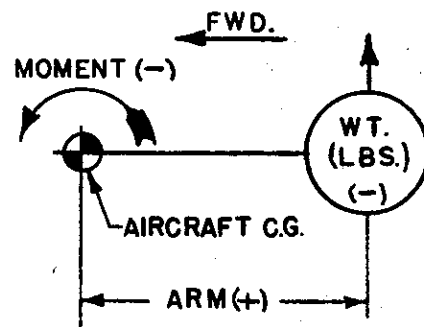 FWD.
MOMENT (−)
WT.
(LBS.)
(−)
AIRCRAFT C.G.
ARM (+)